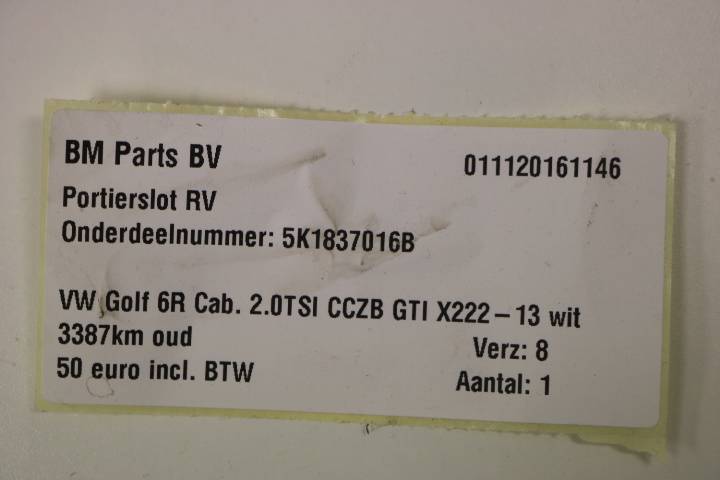 BM Parts BV 011120161146
Portierslot RV
Onderdeelnummer: 5K1837016B
VW Golf 6R Cab. 2.0TSI CCZB GTI X222-13 wit
3387km oud Verz: 8
50 euro incl. BTW Aantal: 1